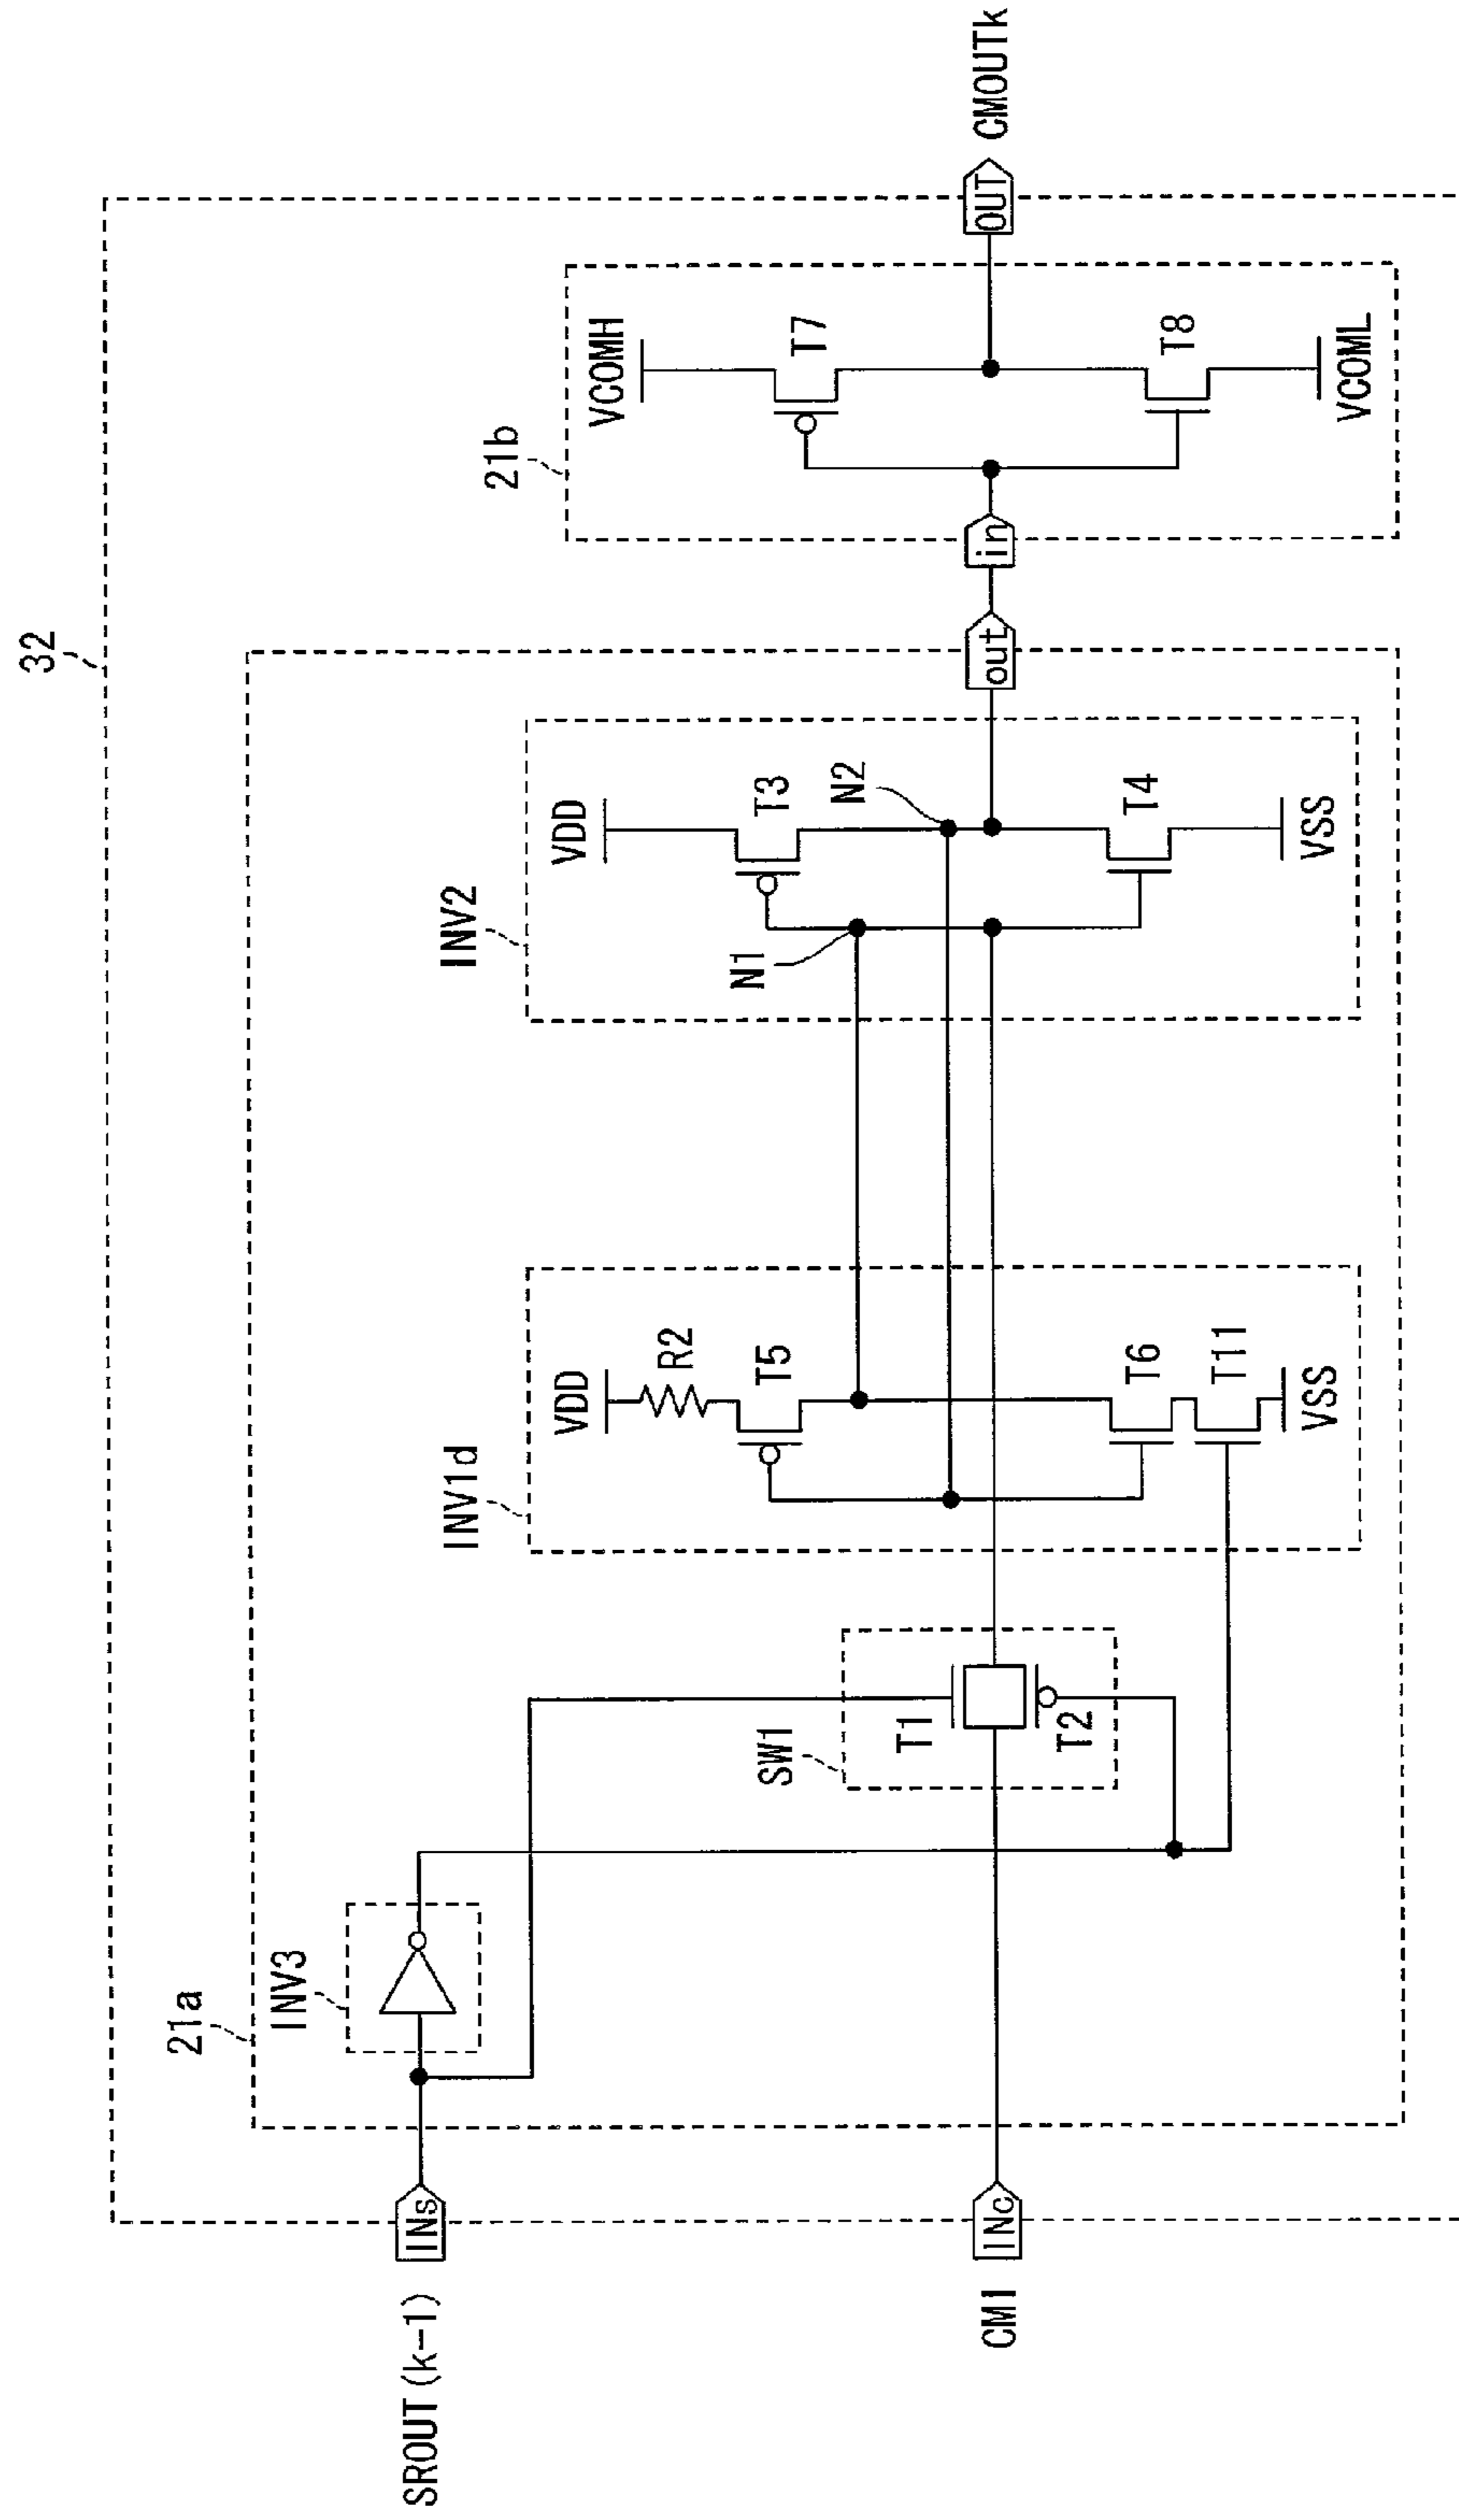 32
21a
INV3
SROUT(k-1)
INs
CMI
INc
SW1
T1
T2
INV1d
VDD
R2
T5
T6
T11
VSS
INV2
VDD
T3
N1
N2
T4
VSS
out
in
21b
VCOMH
T7
T8
VCOML
OUT
CMOUTk